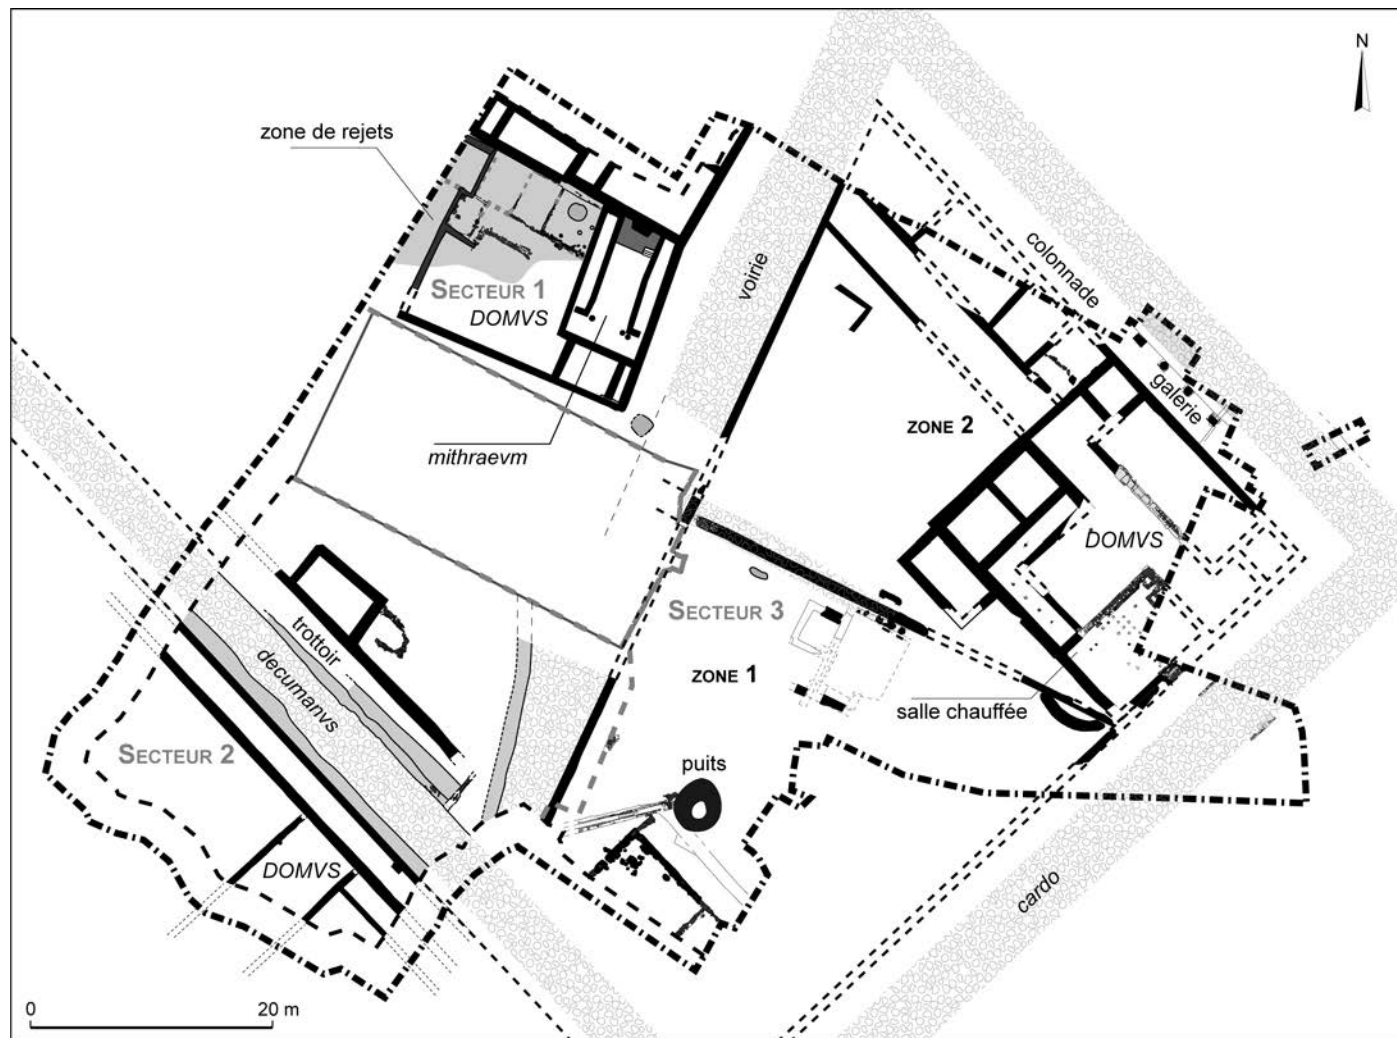 N
zone de rejets
colonnade
voirie
SECTEUR 1
DOMVS
galerie
mithraevm
ZONE 2
DOMVS
SECTEUR 3
trottoir
decumanvs
ZONE 1
salle chauffée
SECTEUR 2
puits
DOMVS
cardo
0
20 m